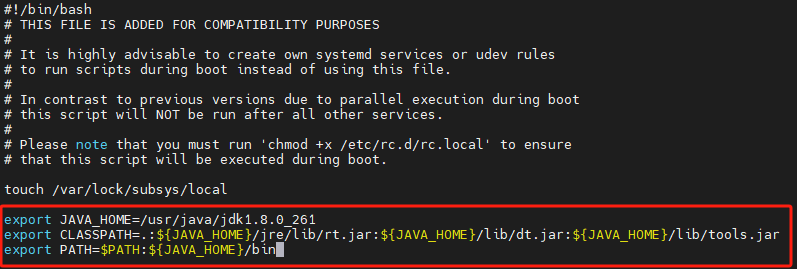 #!/bin/bash
# THIS FILE IS ADDED FOR COMPATIBILITY PURPOSES
#
# It is highly advisable to create own systemd services or udev rules
# to run scripts during boot instead of using this file.
#
# In contrast to previous versions due to parallel execution during boot
# this script will NOT be run after all other services.
#
# Please note that you must run 'chmod +x /etc/rc.d/rc.local' to ensure
# that this script will be executed during boot.
touch /var/lock/subsys/local
export JAVA_HOME=/usr/java/jdk1.8.0_261
export CLASSPATH=.:${JAVA_HOME}/jre/lib/rt.jar:${JAVA_HOME}/lib/dt.jar:${JAVA_HOME}/lib/tools.jar
export PATH=$PATH:${JAVA_HOME}/bin